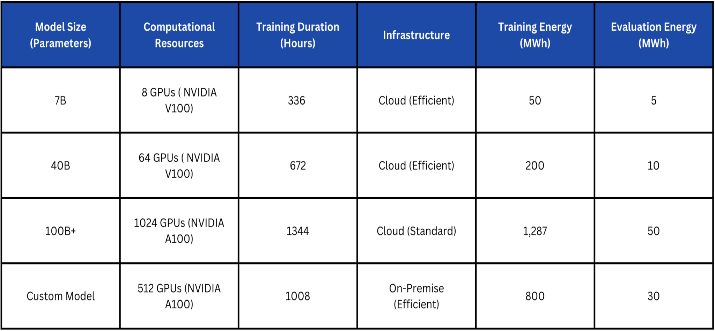 Model Size (Parameters)
Computational Resources
Training Duration (Hours)
Infrastructure
Training Energy (MWh)
Evaluation Energy (MWh)
7B
8 GPUs ( NVIDIA V100)
336
Cloud (Efficient)
50
5
40B
64 GPUs ( NVIDIA V100)
672
Cloud (Efficient)
200
10
100B+
1024 GPUs (NVIDIA A100)
1344
Cloud (Standard)
1,287
50
Custom Model
512 GPUs (NVIDIA A100)
1008
On-Premise (Efficient)
800
30